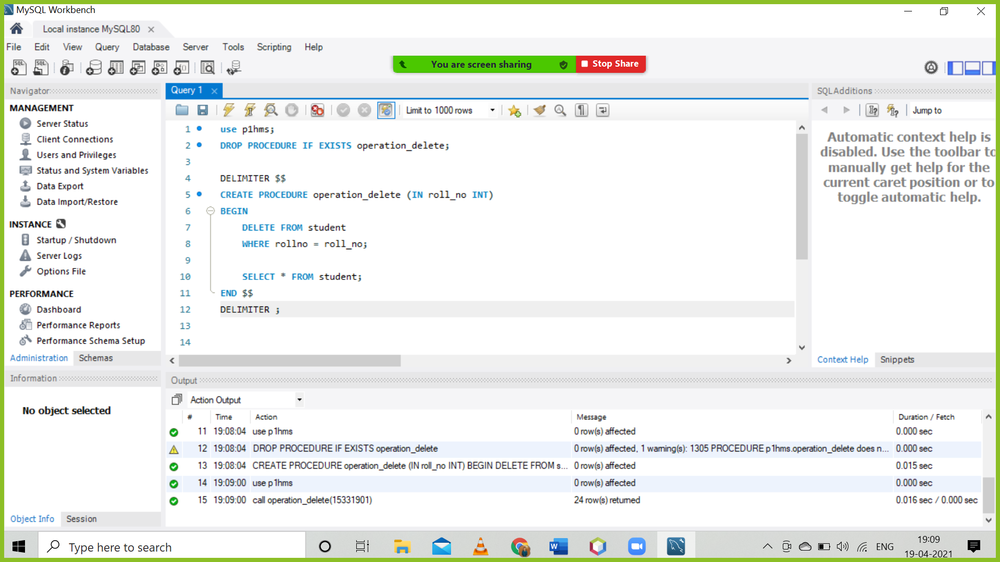 MySQL Workbench
Local instance MySQL80
File Edit View Query Database Server Tools Scripting Help
SQL SQL
You are screen sharing Stop Share
Navigator
MANAGEMENT
Server Status
Client Connections
Users and Privileges
Status and System Variables
Data Export
Data Import/Restore
INSTANCE
Startup / Shutdown
Server Logs
Options File
PERFORMANCE
Dashboard
Performance Reports
Performance Schema Setup
Administration Schemas
Information
No object selected
Object Info Session
Query 1
Limit to 1000 rows
1 use p1hms;
2 DROP PROCEDURE IF EXISTS operation_delete;
3
4 DELIMITER $$
5 CREATE PROCEDURE operation_delete (IN roll_no INT)
6 BEGIN
7 DELETE FROM student
8 WHERE rollno = roll_no;
9
10 SELECT * FROM student;
11 END $$
12 DELIMITER ;
13
14
SQLAdditions
Jump to
Automatic context help is
disabled. Use the toolbar to
manually get help for the
current caret position or to
toggle automatic help.
Context Help Snippets
Output
Action Output
# Time Action Message Duration / Fetch
11 19:08:04 use p1hms 0 row(s) affected 0.000 sec
12 19:08:04 DROP PROCEDURE IF EXISTS operation_delete 0 row(s) affected, 1 warning(s): 1305 PROCEDURE p1hms.operation_delete does n... 0.000 sec
13 19:08:04 CREATE PROCEDURE operation_delete (IN roll_no INT) BEGIN DELETE FROM s... 0 row(s) affected 0.015 sec
14 19:09:00 use p1hms 0 row(s) affected 0.000 sec
15 19:09:00 call operation_delete(15331901) 24 row(s) returned 0.016 sec / 0.000 sec
Type here to search
ENG
19:09
19-04-2021